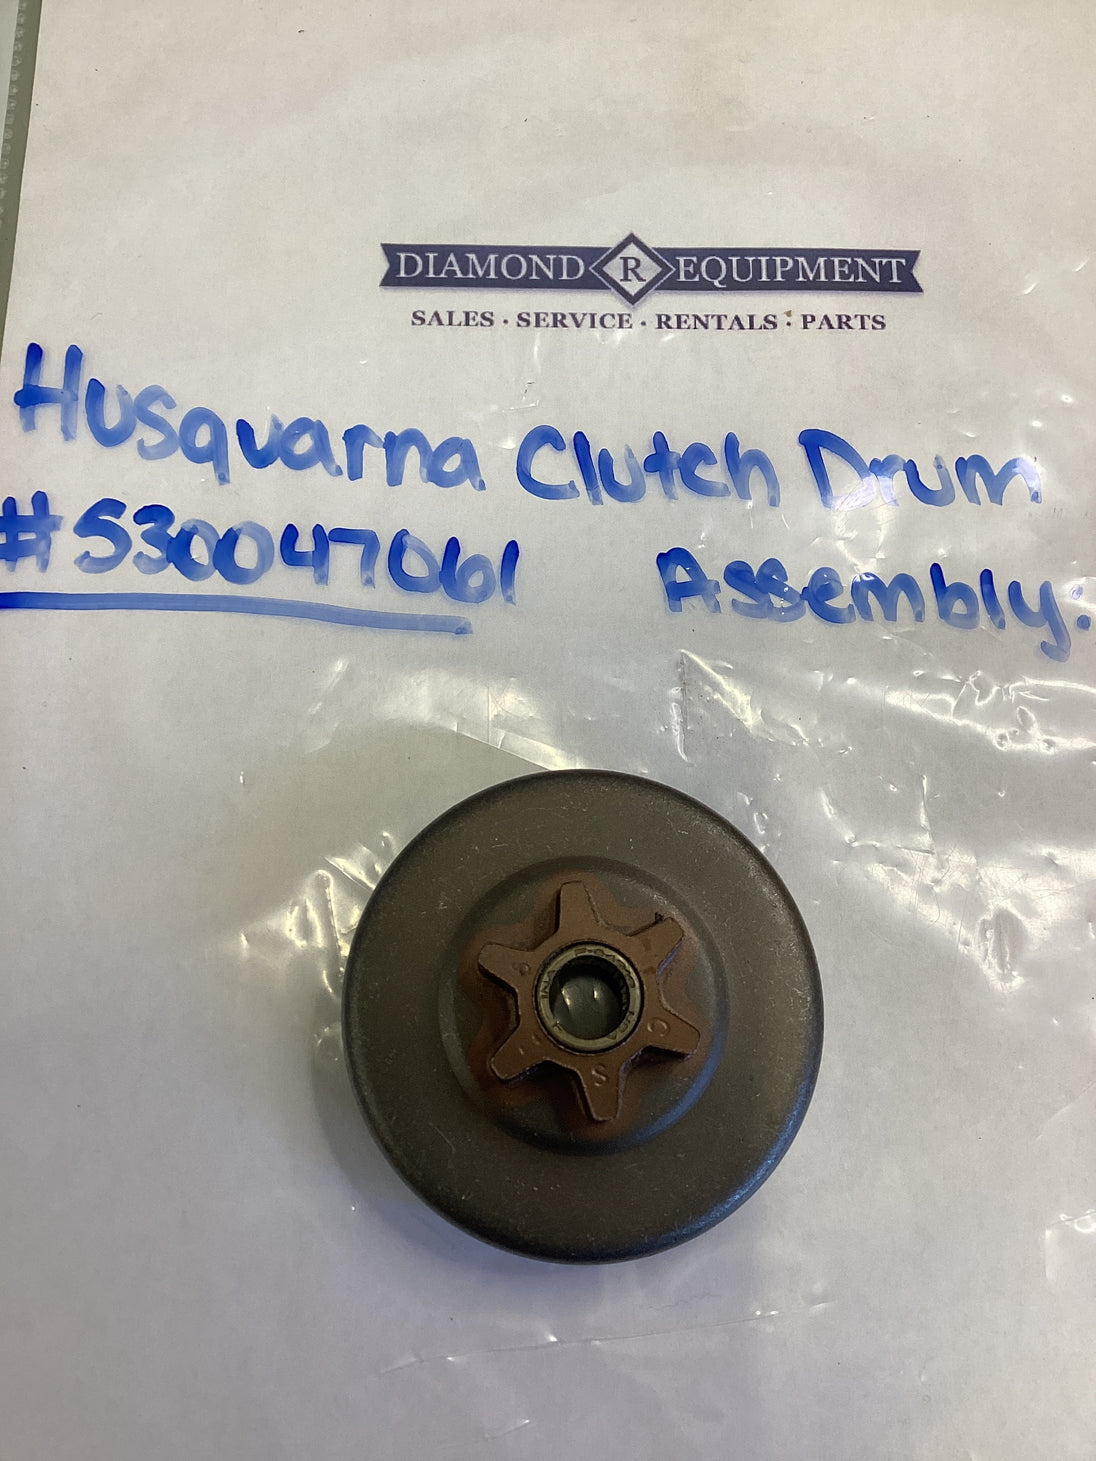 DIAMOND R EQUIPMENT
SALES · SERVICE · RENTALS · PARTS
Husqvarna Clutch Drum
#530047061 Assembly.